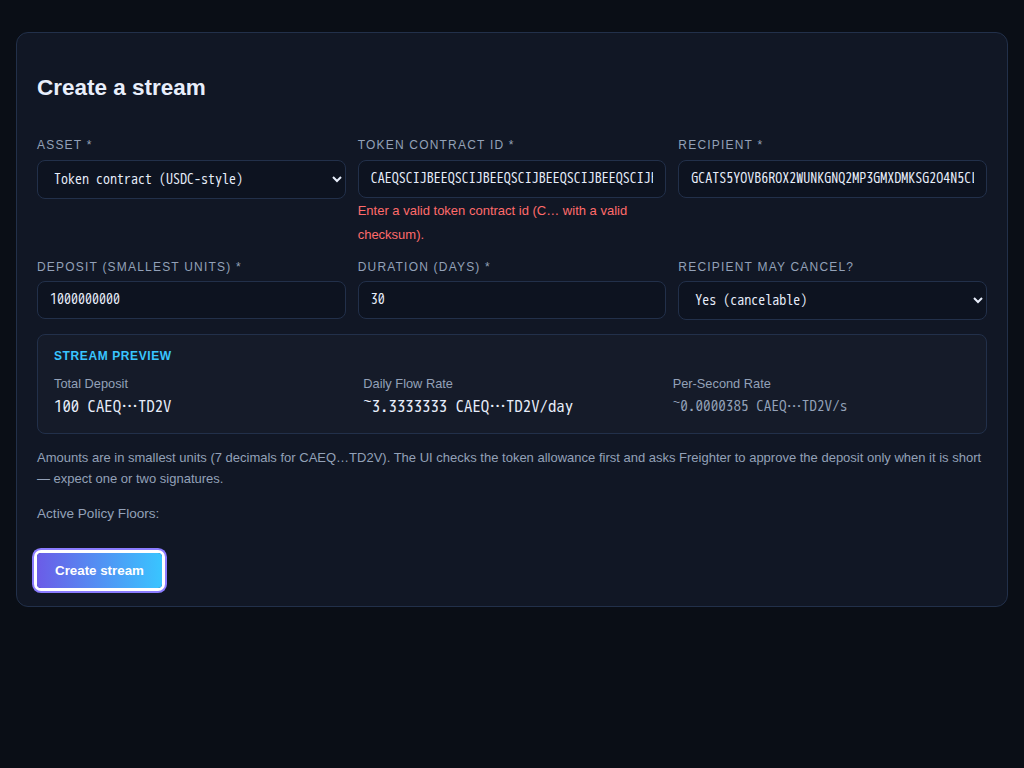 Create a stream
ASSET * TOKEN CONTRACT ID * RECIPIENT *
Token contract (USDC-style) CAEQSCIJBEEQSCIJBEEQSCIJBEEQSCIJBEEQSCIJ GCATS5YOVB6ROX2WUNKGNQ2MP3GMXDMKSG2O4N5C
Enter a valid token contract id (C… with a valid
checksum).
DEPOSIT (SMALLEST UNITS) * DURATION (DAYS) * RECIPIENT MAY CANCEL?
1000000000 30 Yes (cancelable)
STREAM PREVIEW
Total Deposit Daily Flow Rate Per-Second Rate
100 CAEQ…TD2V ~3.3333333 CAEQ…TD2V/day ~0.0000385 CAEQ…TD2V/s
Amounts are in smallest units (7 decimals for CAEQ…TD2V). The UI checks the token allowance first and asks Freighter to approve the deposit only when it is short
— expect one or two signatures.
Active Policy Floors:
Create stream